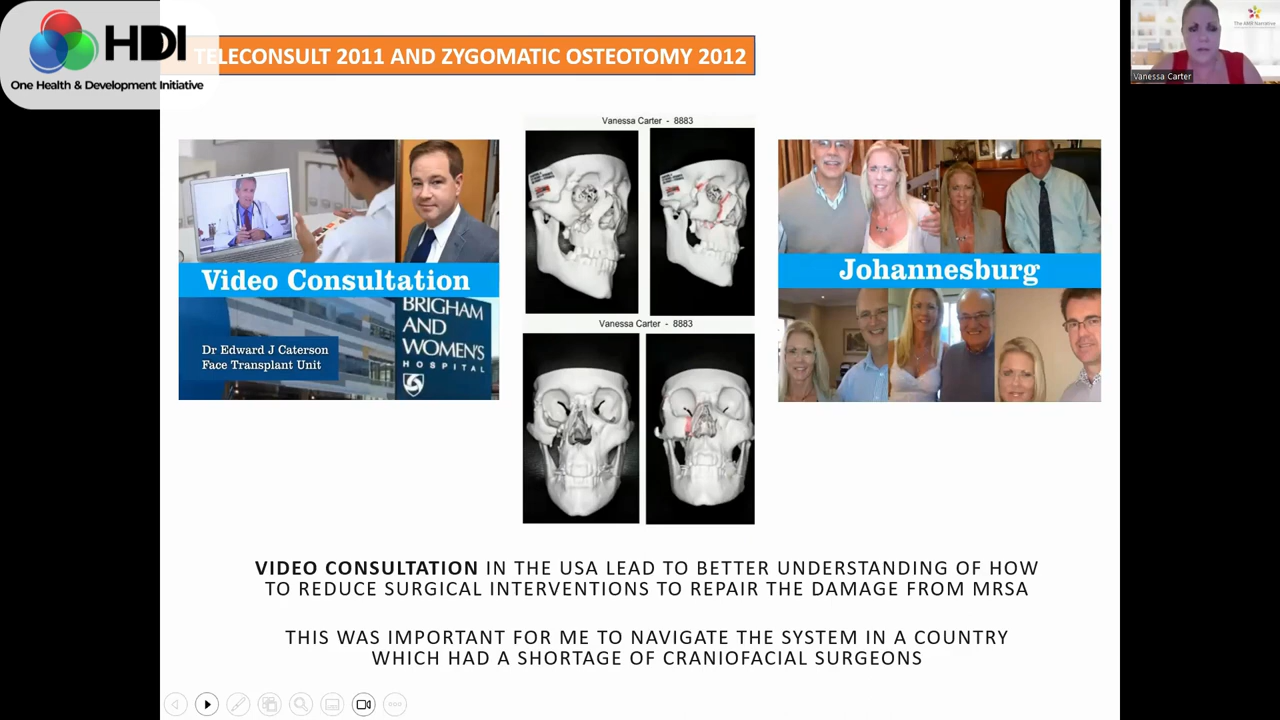 HDI
One Health & Development Initiative
TELECONSULT 2011 AND ZYGOMATIC OSTEOTOMY 2012
The AMR Narrative
Vanessa Carter
Vanessa Carter - 8883
Video Consultation
BRIGHAM
AND
WOMEN'S
HOSPITAL
Dr Edward J Caterson
Face Transplant Unit
Vanessa Carter - 8883
Johannesburg
VIDEO CONSULTATION IN THE USA LEAD TO BETTER UNDERSTANDING OF HOW
TO REDUCE SURGICAL INTERVENTIONS TO REPAIR THE DAMAGE FROM MRSA
THIS WAS IMPORTANT FOR ME TO NAVIGATE THE SYSTEM IN A COUNTRY
WHICH HAD A SHORTAGE OF CRANIOFACIAL SURGEONS